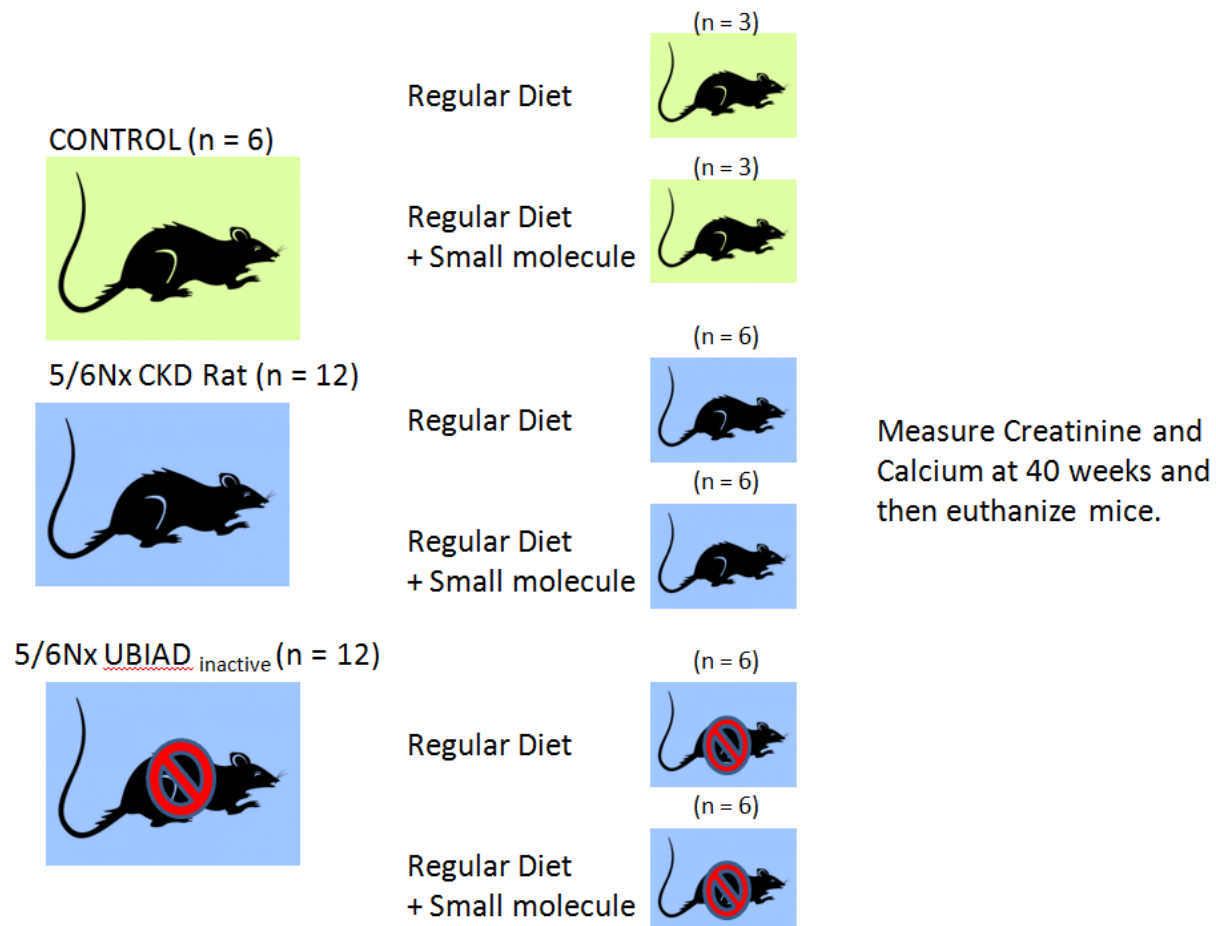 CONTROL (n = 6)
Regular Diet
(n = 3)
Regular Diet
+ Small molecule
(n = 3)
5/6Nx CKD Rat (n = 12)
Regular Diet
(n = 6)
Regular Diet
+ Small molecule
(n = 6)
5/6Nx UBIAD inactive (n = 12)
Regular Diet
(n = 6)
Regular Diet
+ Small molecule
(n = 6)
Measure Creatinine and
Calcium at 40 weeks and
then euthanize mice.